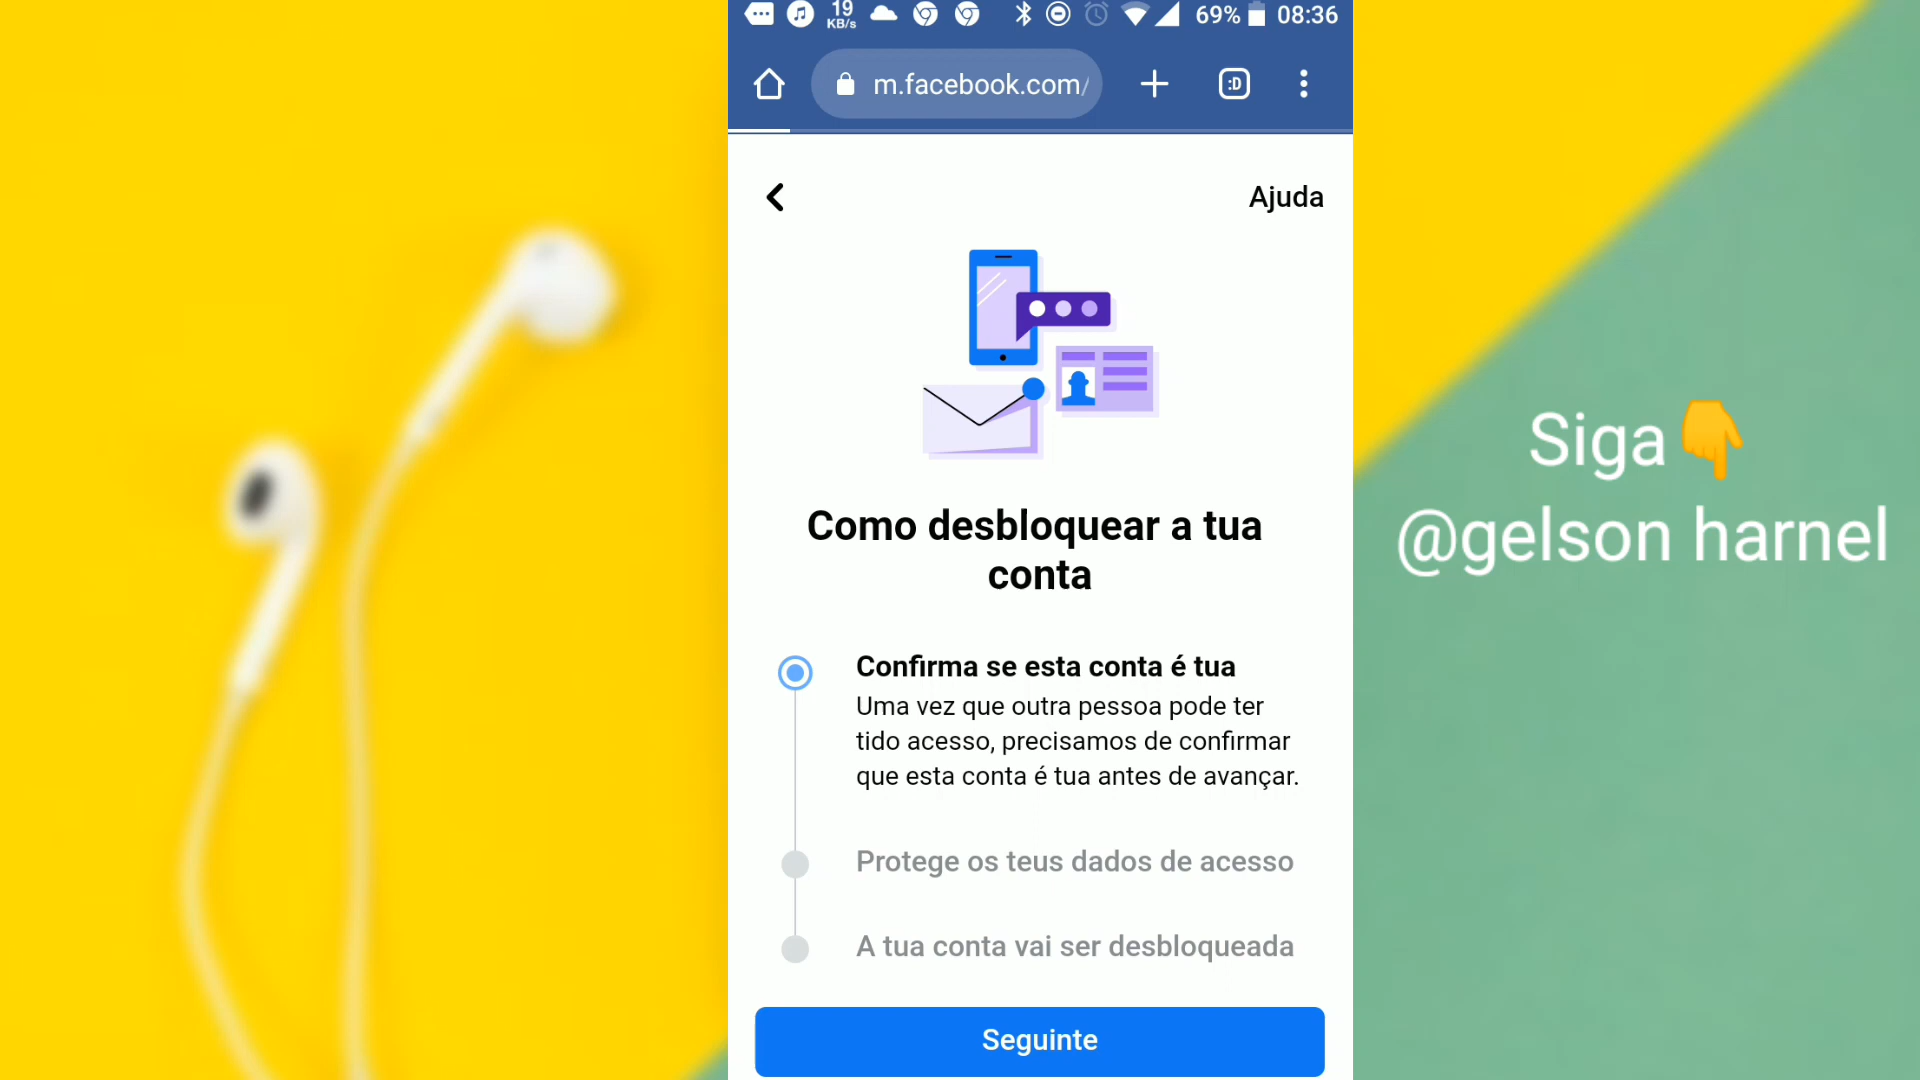 19
KB/s
69%
08:36
m.facebook.com/
:D
Ajuda
Como desbloquear a tua
conta
Confirma se esta conta é tua
Uma vez que outra pessoa pode ter
tido acesso, precisamos de confirmar
que esta conta é tua antes de avançar.
Protege os teus dados de acesso
A tua conta vai ser desbloqueada
Seguinte
Siga👇
@gelson harnel